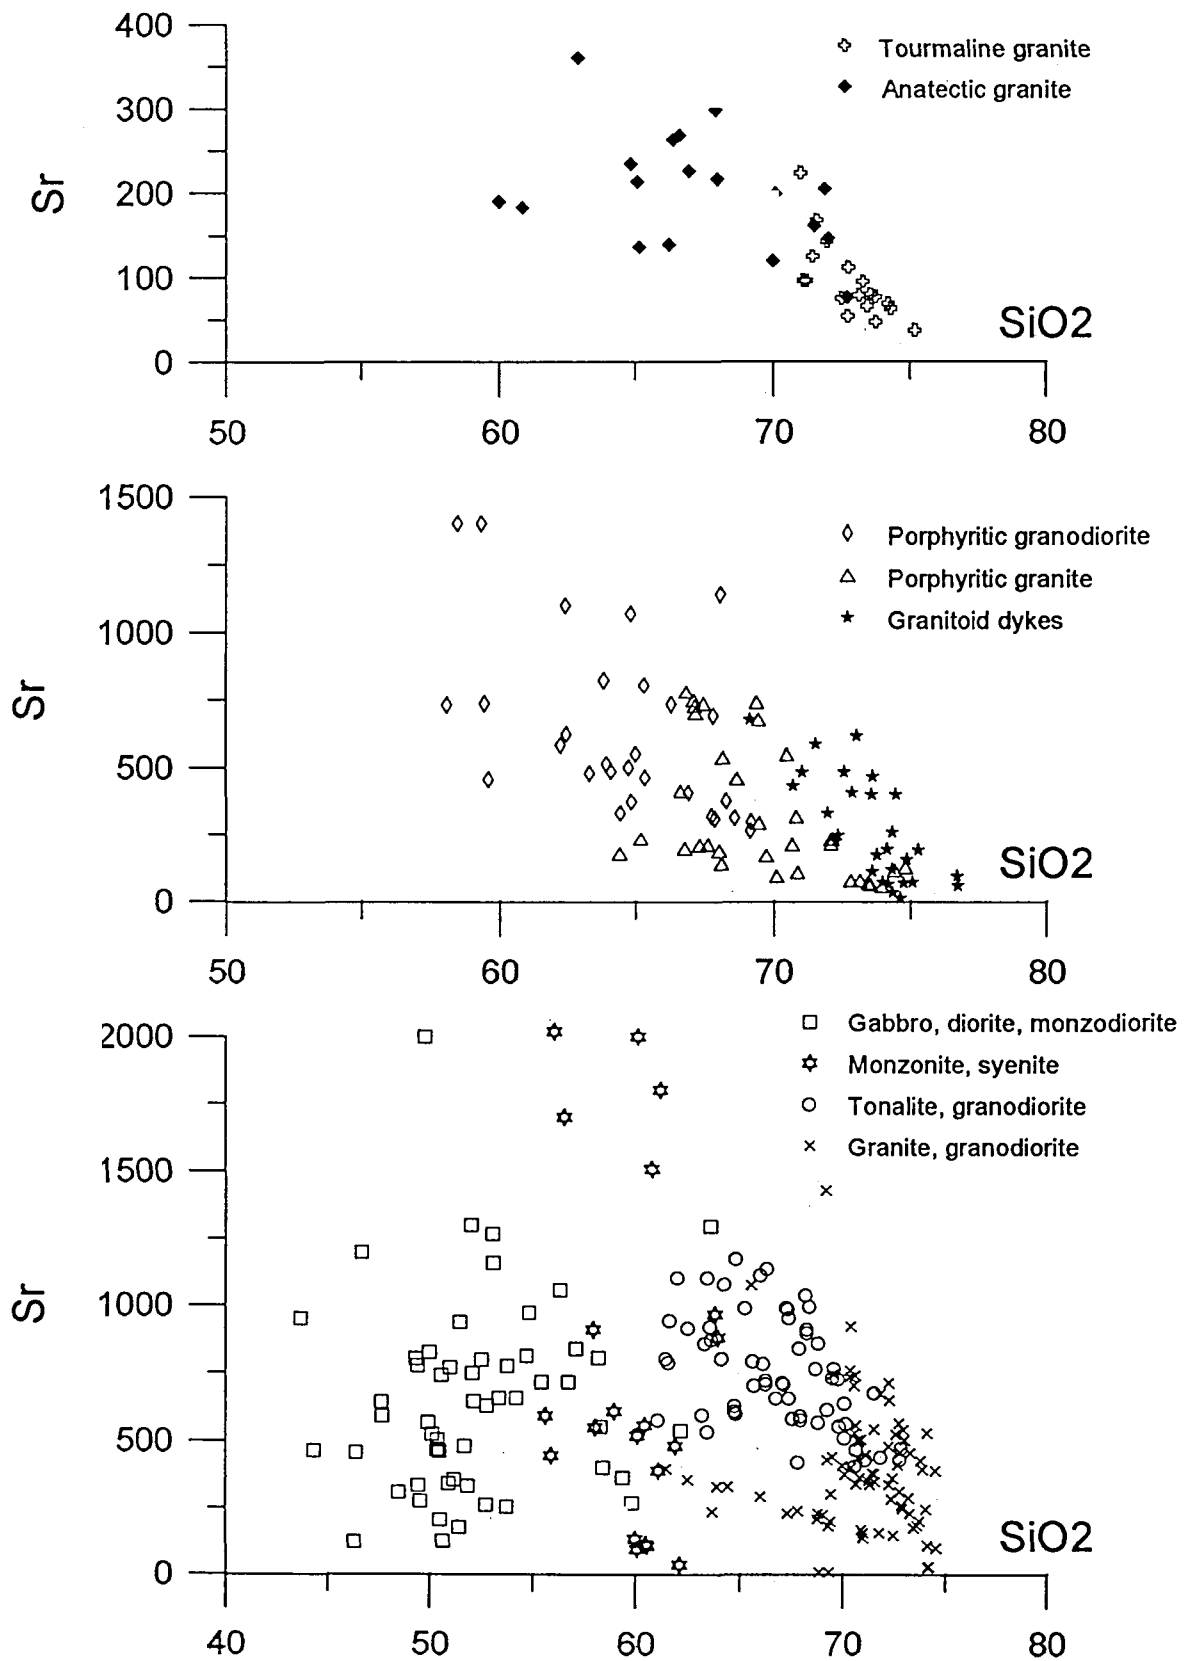 400
Tourmaline granite
Anatectic granite
300
Sr
200
100
SiO2
0
50 60 70 80
1500
Porphyritic granodiorite
Porphyritic granite
Granitoid dykes
1000
Sr
500
SiO2
0
50 60 70 80
2000
Gabbro, diorite, monzodiorite
Monzonite, syenite
Tonalite, granodiorite
Granite, granodiorite
1500
Sr
1000
500
SiO2
0
40 50 60 70 80